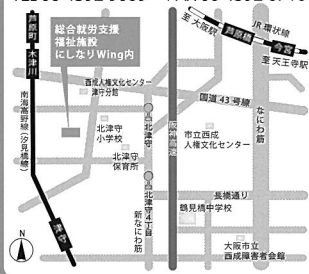 芦原町
木津川
総合就労支援
福祉施設
にしなりWing内
至 大阪駅
芦原橋
JR環状線
今宮
至 天王寺駅
西成人権文化センター
津守分館
国道43号線
なにわ筋
南海高野線(汐見橋線)
北津守
小学校
北津守
北津守
保育所
阪神高速
市立西成
人権文化センター
北津守4丁目
新なにわ筋
長橋通り
鶴見橋中学校
津守
大阪市立
西成障害者会館
N